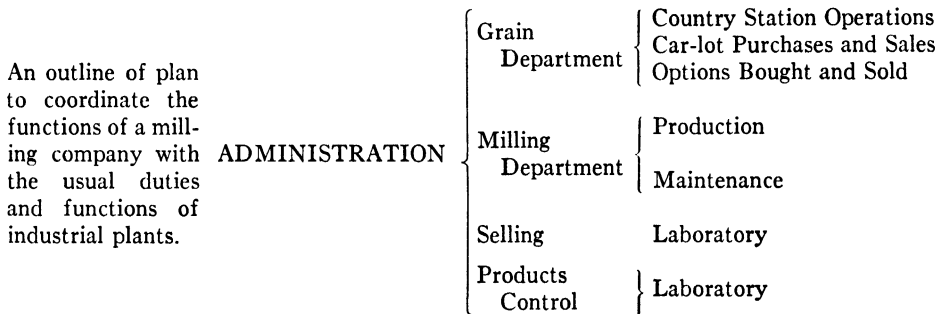 An outline of plan
to coordinate the
functions of a mill-
ing company with
the usual duties
and functions of
industrial plants.
ADMINISTRATION
Grain
Department
Country Station Operations
Car-lot Purchases and Sales
Options Bought and Sold
Milling
Department
Production
Maintenance
Selling
Laboratory
Products
Control
Laboratory